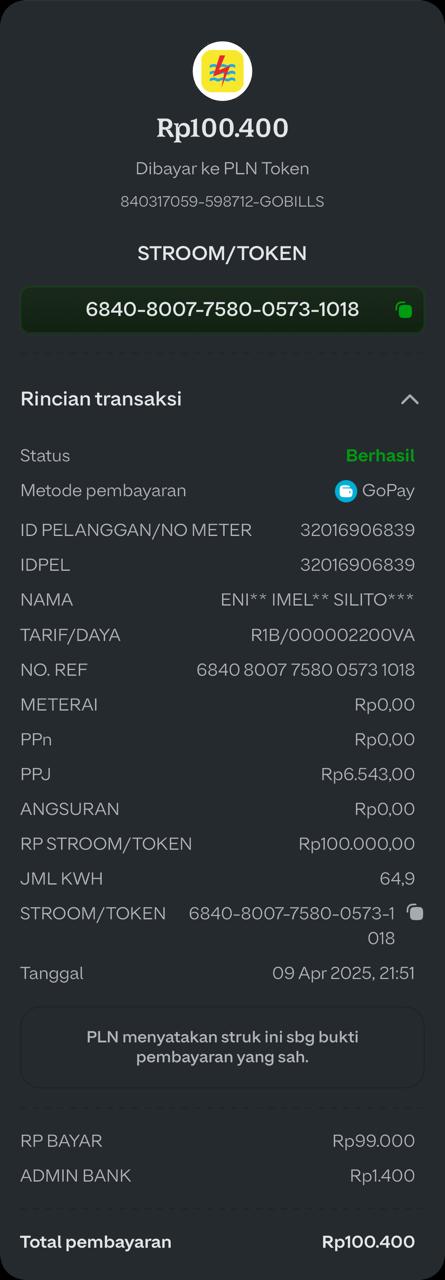 Rp100.400
Dibayar ke PLN Token
840317059-598712-GOBILLS
STROOM/TOKEN
6840-8007-7580-0573-1018
Rincian transaksi
Status Berhasil
Metode pembayaran GoPay
ID PELANGGAN/NO METER 32016906839
IDPEL 32016906839
NAMA ENI** IMEL** SILITO***
TARIF/DAYA R1B/000002200VA
NO. REF 6840 8007 7580 0573 1018
METERAI Rp0,00
PPn Rp0,00
PPJ Rp6.543,00
ANGSURAN Rp0,00
RP STROOM/TOKEN Rp100.000,00
JML KWH 64,9
STROOM/TOKEN 6840-8007-7580-0573-1
018
Tanggal 09 Apr 2025, 21:51
PLN menyatakan struk ini sbg bukti
pembayaran yang sah.
RP BAYAR Rp99.000
ADMIN BANK Rp1.400
Total pembayaran Rp100.400